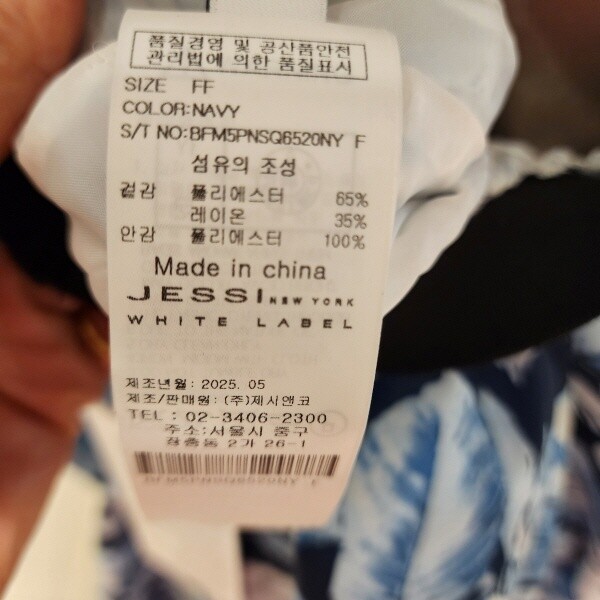 품질경영 및 공산품안전
관리법에 의한 품질표시
SIZE FF
COLOR:NAVY
S/T NO:BFM5PNSQ6520NY F
섬유의 조성
겉감 폴리에스터 65%
레이온 35%
안감 폴리에스터 100%
Made in china
JESSI NEW YORK
WHITE LABEL
제조년월: 2025. 05
제조/판매원: (주)제시앤코
TEL : 02-3406-2300
주소:서울시 중구
장충동 2가 26-1
BFM5PNSQ6520NY F